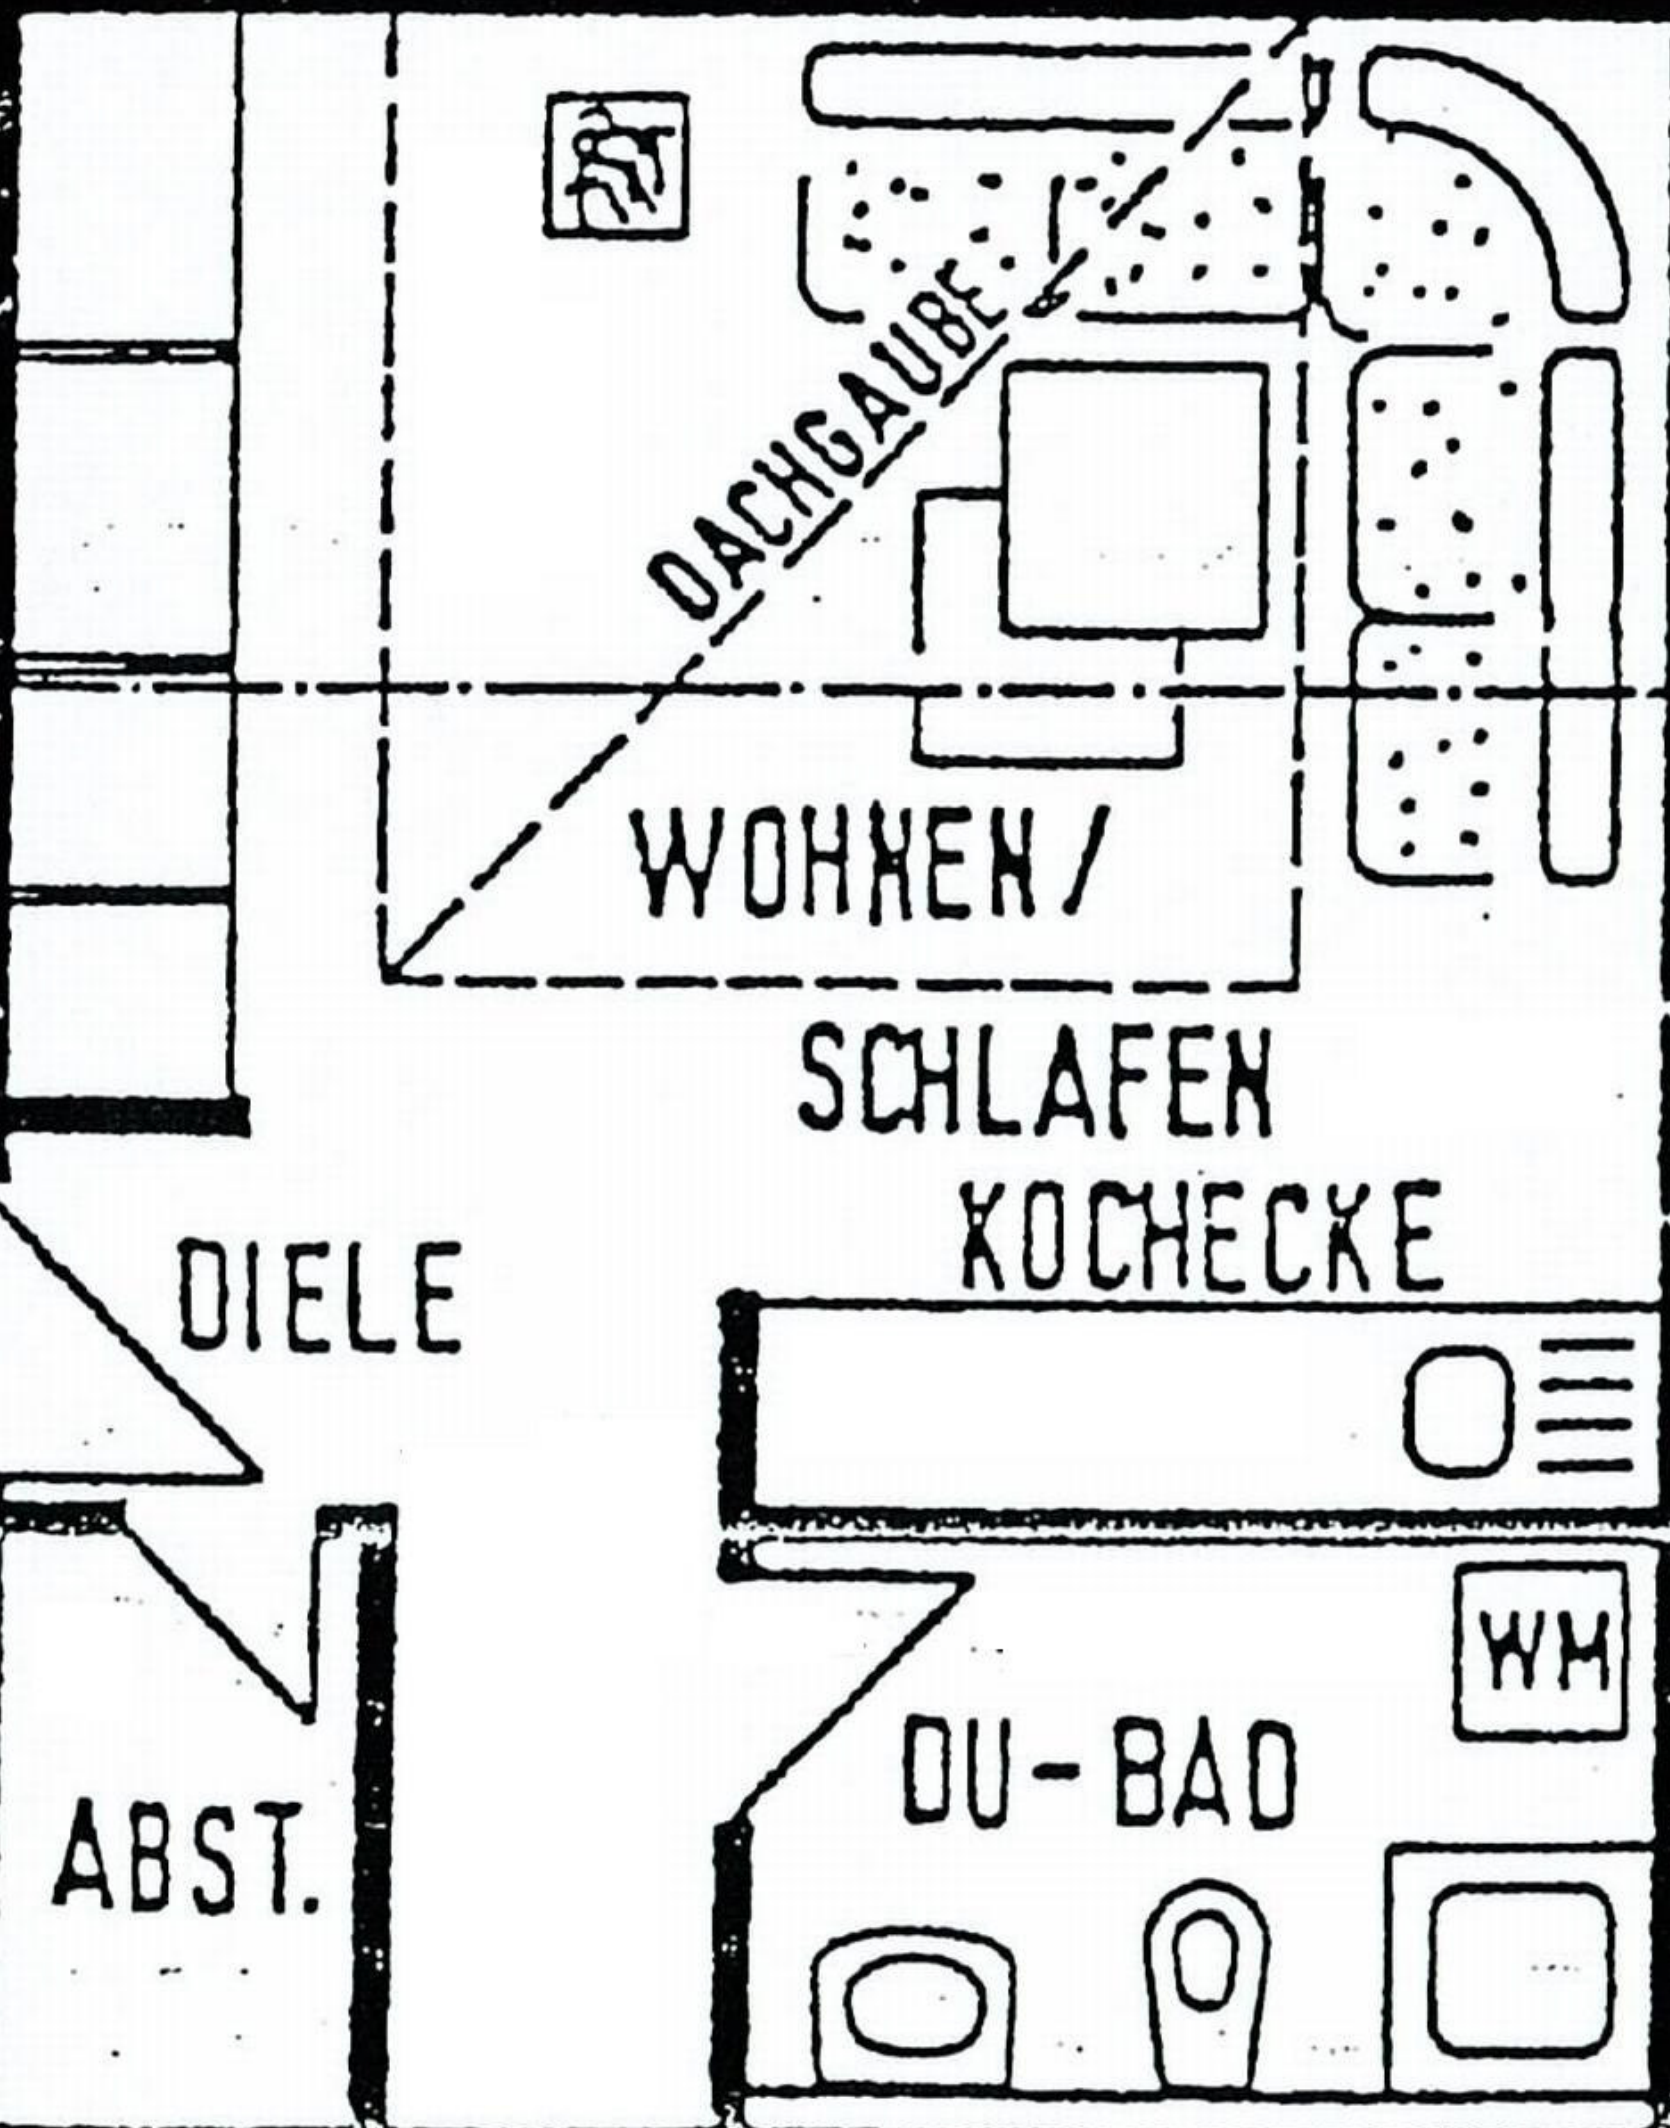 DACHGAUBE
WOHNEN/
SCHLAFEN
KOCHECKE
DIELE
WM
DU-BAD
ABST.